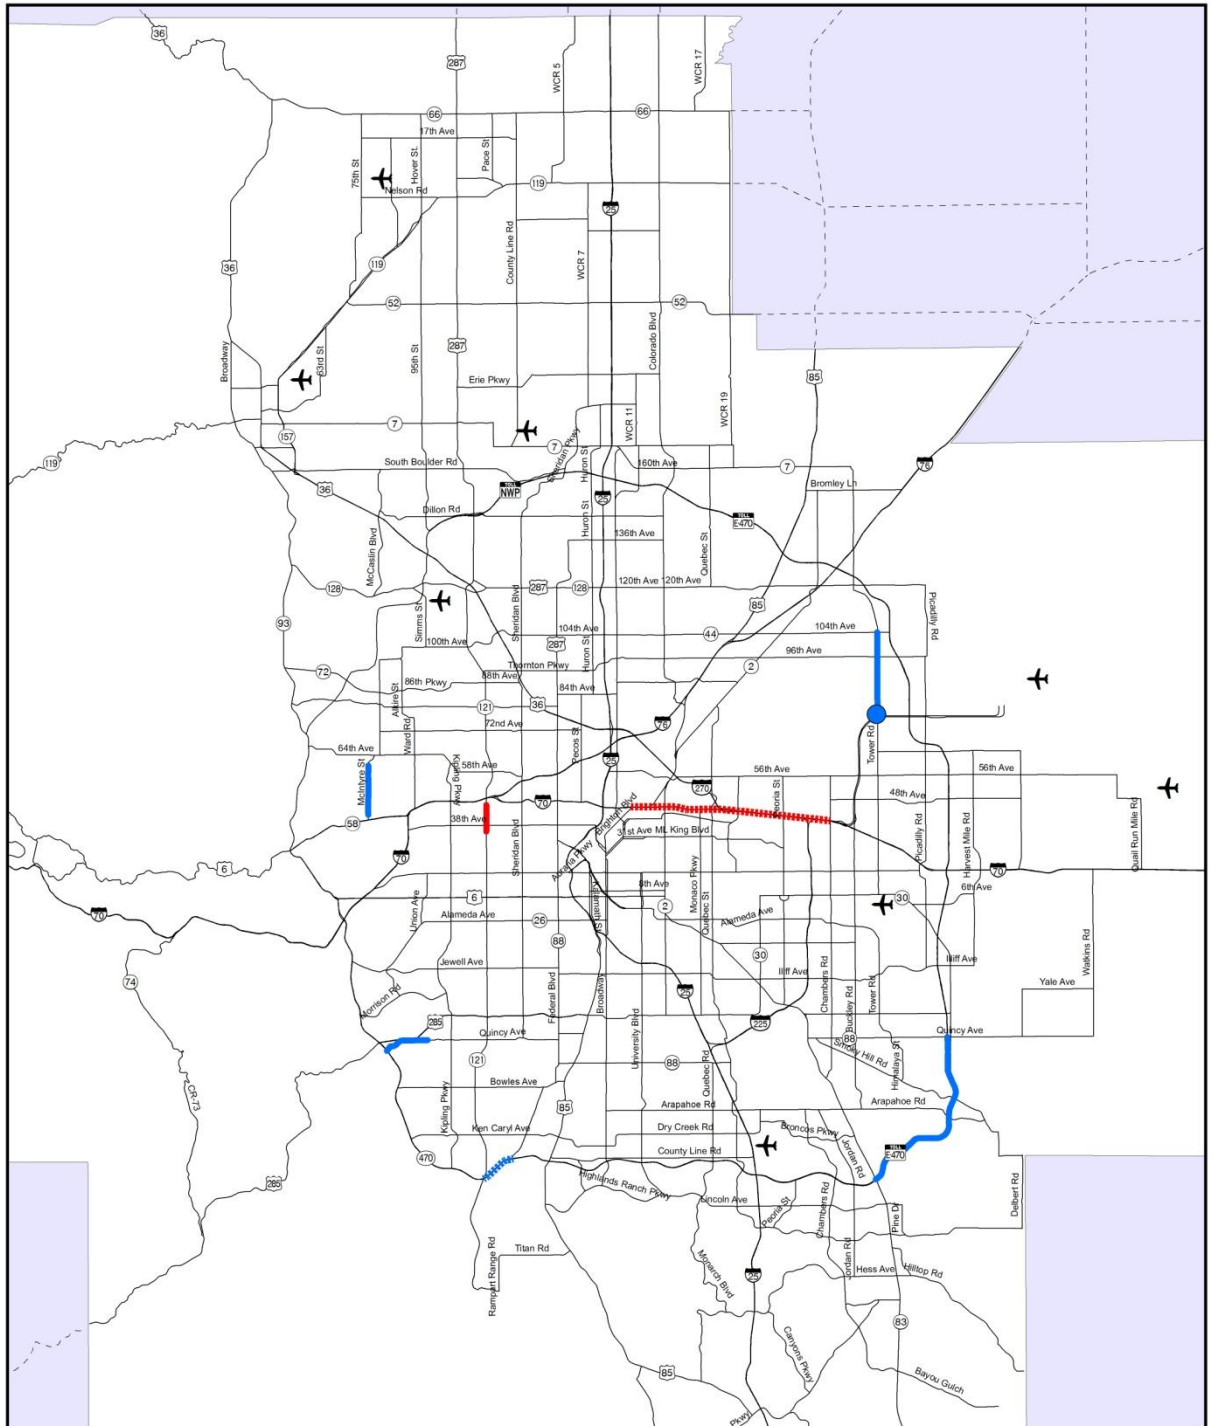 36
287
WCR 5
WCR 17
66
66
17th Ave
75th St
Hover St.
Pace St
Nelson Rd
119
25
County Line Rd
WCR 7
36
119
52
52
Broadway
63rd St
95th St
287
Colorado Blvd
85
Erie Pkwy
WCR 11
WCR 19
7
157
Sheridan Pkwy
7
Huron St
119
South Boulder Rd
160th Ave
7
76
36
TOLL
NWP
25
Bromley Ln
Dillon Rd
Huron St
TOLL
E-470
McCaslin Blvd
136th Ave
Quebec St
128
287
128
120th Ave
120th Ave
Simms St
Sheridan Blvd
85
Picadilly Rd
93
100th Ave
104th Ave
44
104th Ave
287
Huron St
72
Thornton Pkwy
96th Ave
2
86th Pkwy
88th Ave
84th Ave
Alkire St
121
36
Ward Rd
72nd Ave
76
Pecos St
Tower Rd
64th Ave
Kipling Pkwy
58th Ave
25
56th Ave
56th Ave
McIntyre St
270
Peoria St
48th Ave
70
Brighton Blvd
58
38th Ave
31st Ave
ML King Blvd
Picadilly Rd
Harvest Mile Rd
Quail Run Mile Rd
Sheridan Blvd
6
70
Auraria Pkwy
70
8th Ave
Monaco Pkwy
6th Ave
Union Ave
6
Kalamath St
2
Quebec St
30
70
Alameda Ave
26
Alameda Ave
88
30
Watkins Rd
Jewell Ave
Iliff Ave
Iliff Ave
74
Morrison Rd
Federal Blvd
Broadway
25
Chambers Rd
Buckley Rd
Tower Rd
Yale Ave
285
Quincy Ave
University Blvd
225
Quincy Ave
88
121
88
Quebec Rd
Smoky Hill Rd
Himalaya St
CR-73
Kipling Pkwy
Bowles Ave
85
Arapahoe Rd
Arapahoe Rd
Ken Caryl Ave
Dry Creek Rd
Broncos Pkwy
470
County Line Rd
Jordan Rd
TOLL
E-470
285
Highlands Ranch Pkwy
Lincoln Ave
Peoria St
Chambers Rd
Pine Dr
Delbert Rd
Rampart Range Rd
Titan Rd
Monarch Blvd
25
Jordan Rd
Hess Ave
Hilltop Rd
83
Canyons Pkwy
85
Bayou Gulch
Pkwy